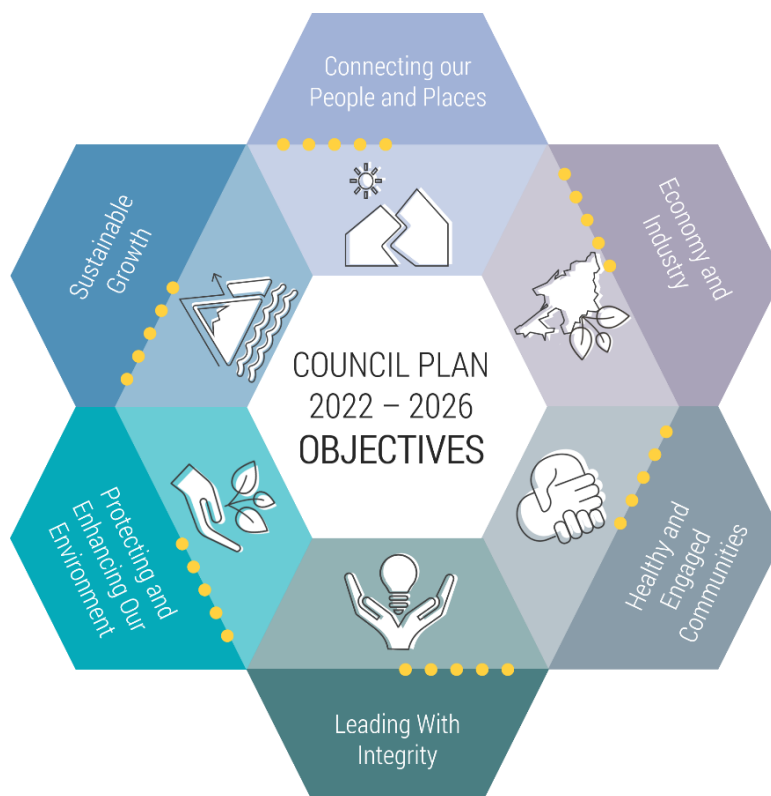 Connecting our
People and Places
Economy and
Industry
Healthy and
Engaged
Communities
Leading With
Integrity
Protecting and
Enhancing Our
Environment
Sustainable
Growth
COUNCIL PLAN
2022 – 2026
OBJECTIVES